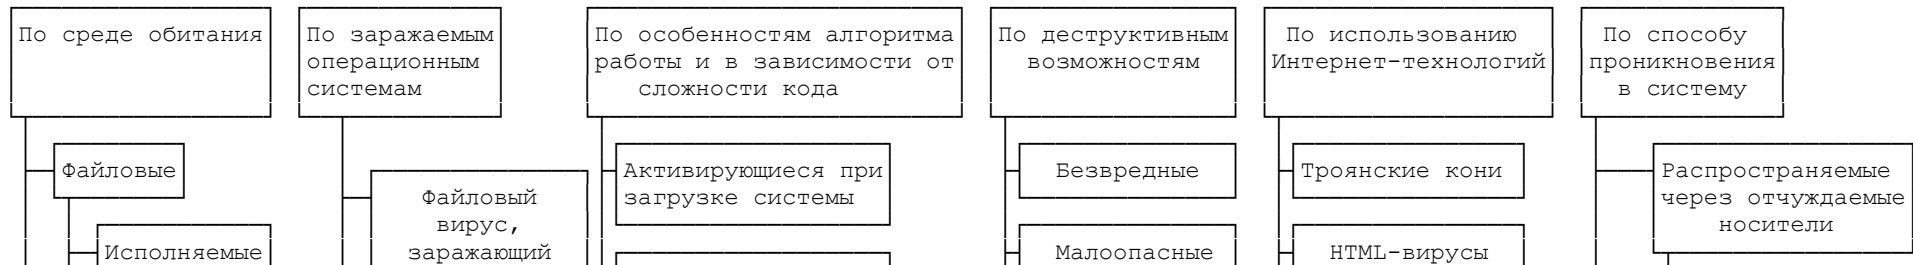 По среде обитания
По заражаемым
операционным
системам
По особенностям алгоритма
работы и в зависимости от
сложности кода
По деструктивным
возможностям
По использованию
Интернет-технологий
По способу
проникновения
в систему
Файловые
Исполняемые
Файловый
вирус,
заражающий
Активирующиеся при
загрузке системы
Безвредные
Малоопасные
Троянские кони
HTML-вирусы
Распространяемые
через отчуждаемые
носители